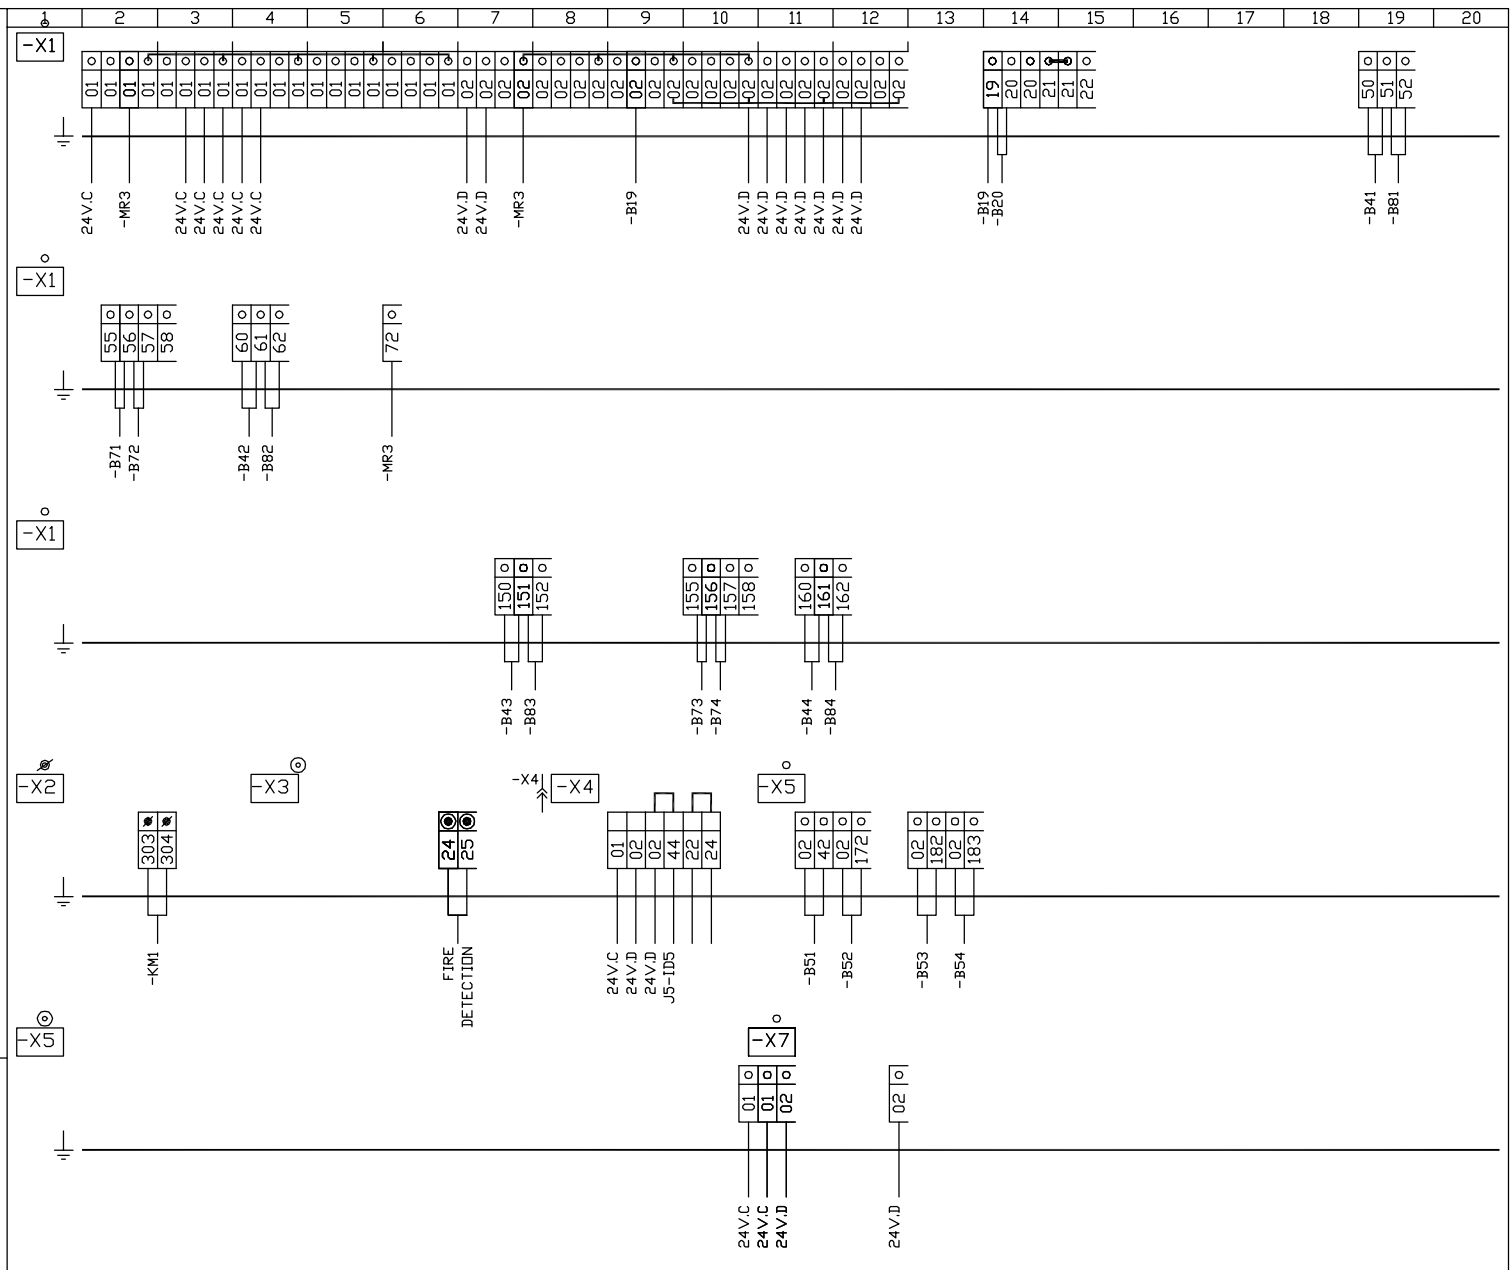 1 2 3 4 5 6 7 8 9 10 11 12 13 14 15 16 17 18 19 20
-X1
01 01 01 01 01 01 01 01 01 01 01 01 01 01 01 01 01 01 01 01 02 02 02 02 02 02 02 02 02 02 02 02 02 02 02 02 02 02 02 02 02 02 02 02 19 20 20 21 21 22 50 51 52
24V.C -MR3 24V.C 24V.C 24V.C 24V.C 24V.C 24V.D 24V.D -MR3 -B19 24V.D 24V.D 24V.D 24V.D 24V.D 24V.D 24V.D -B19 -B20 -B41 -B81
-X1
55 56 57 58 60 61 62 72
-B71 -B72 -B42 -B82 -MR3
-X1
150 151 152 155 156 157 158 160 161 162
-B43 -B83 -B73 -B74 -B44 -B84
-X2 -X3 -X4 -X4 -X5
303 304 24 25 01 02 02 44 22 24 02 42 02 172 02 182 02 183
-KM1 FIRE DETECTION 24V.C 24V.D 24V.D J5-ID5 -B51 -B52 -B53 -B54
-X5 -X7
01 01 02 02
24V.C 24V.C 24V.D 24V.D